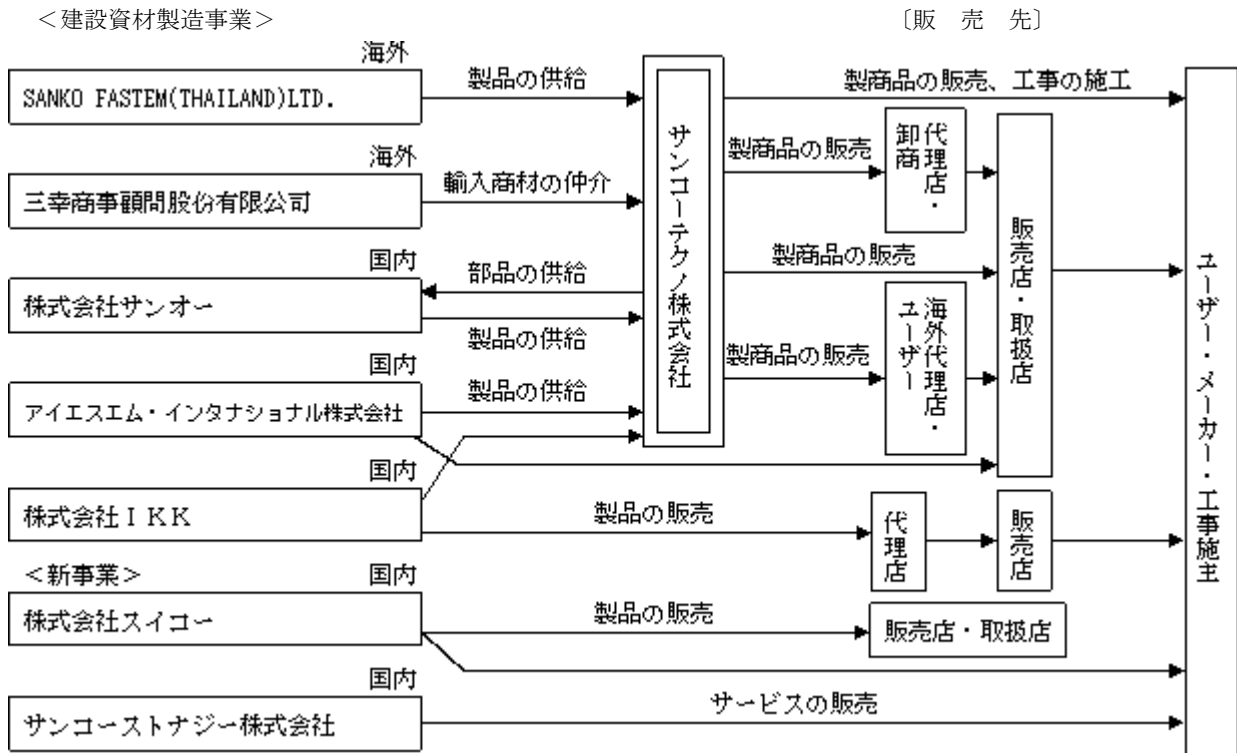 ＜建設資材製造事業＞
〔販　売　先〕
海外
SANKO FASTEM(THAILAND)LTD.
製品の供給
製商品の販売、工事の施工
海外
三幸商事顧問股份有限公司
輸入商材の仲介
製商品の販売
代理店・
卸商
国内
株式会社サンオー
部品の供給
製品の供給
サンコーテクノ株式会社
製商品の販売
販売店・取扱店
ユーザー・メーカー・工事施主
国内
アイエスエム・インタナショナル株式会社
製品の供給
製商品の販売
海外代理店・
ユーザー
国内
株式会社ＩＫＫ
製品の販売
代理店
販売店
＜新事業＞
国内
株式会社スイコー
製品の販売
販売店・取扱店
国内
サンコーストナジー株式会社
サービスの販売